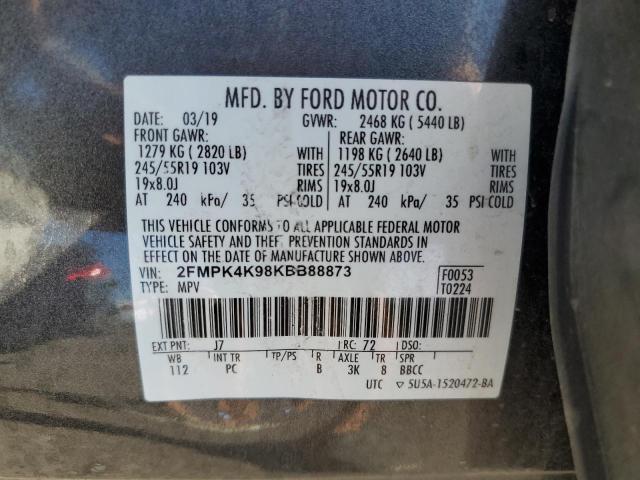 MFD. BY FORD MOTOR CO.
DATE: 03/19 GVWR: 2468 KG ( 5440 LB)
FRONT GAWR: REAR GAWR:
1279 KG ( 2820 LB) WITH 1198 KG ( 2640 LB) WITH
245/55R19 103V TIRES 245/55R19 103V TIRES
19x8.0J RIMS 19x8.0J RIMS
AT 240 kPa/ 35 PSI COLD AT 240 kPa/ 35 PSI COLD
THIS VEHICLE CONFORMS TO ALL APPLICABLE FEDERAL MOTOR
VEHICLE SAFETY AND THEFT PREVENTION STANDARDS IN
EFFECT ON THE DATE OF MANUFACTURE SHOWN ABOVE.
VIN: 2FMPK4K98KBB88873 F0053
TYPE: MPV T0224
EXT PNT: J7 RC: 72 DSO:
WB INT TR TP/PS R AXLE TR SPR
112 PC B 3K 8 BBCC
UTC ▽ 5U5A-1520472-BA